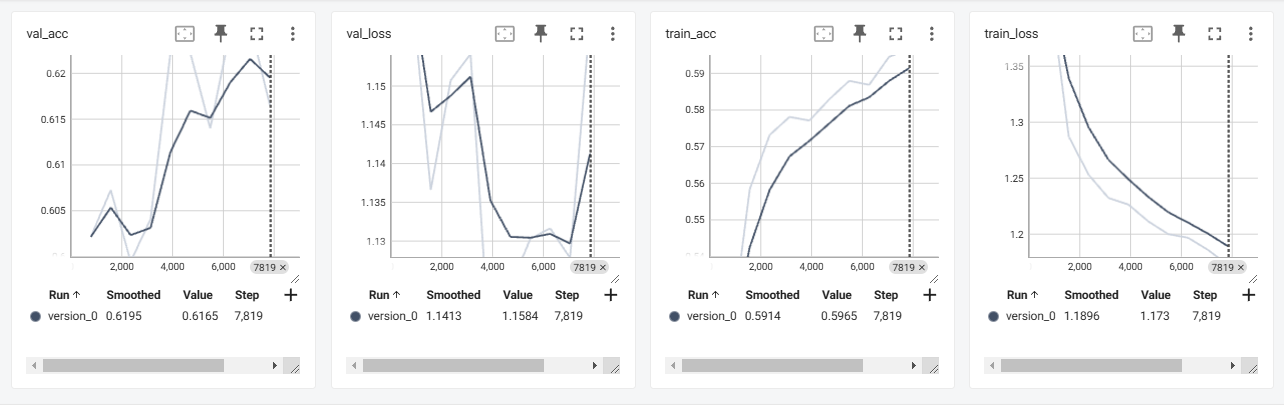 val_acc
0.62
0.615
0.61
0.605
2,000 4,000 6,000 7819 ×
Run ↑ Smoothed Value Step +
version_0 0.6195 0.6165 7,819
val_loss
1.15
1.145
1.14
1.135
1.13
2,000 4,000 6,000 7819 ×
Run ↑ Smoothed Value Step +
version_0 1.1413 1.1584 7,819
train_acc
0.59
0.58
0.57
0.56
0.55
2,000 4,000 6,000 7819 ×
Run ↑ Smoothed Value Step +
version_0 0.5914 0.5965 7,819
train_loss
1.35
1.3
1.25
1.2
2,000 4,000 6,000 7819 ×
Run ↑ Smoothed Value Step +
version_0 1.1896 1.173 7,819